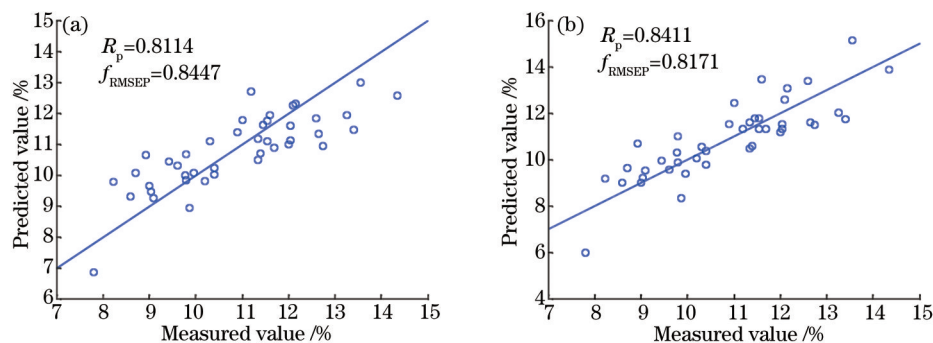 (a)
R_p=0.8114
f_RMSEP=0.8447
15
14
13
12
11
10
9
8
7
6
7 8 9 10 11 12 13 14 15
Predicted value /%
Measured value /%
(b)
R_p=0.8411
f_RMSEP=0.8171
16
14
12
10
8
6
4
7 8 9 10 11 12 13 14 15
Predicted value /%
Measured value /%